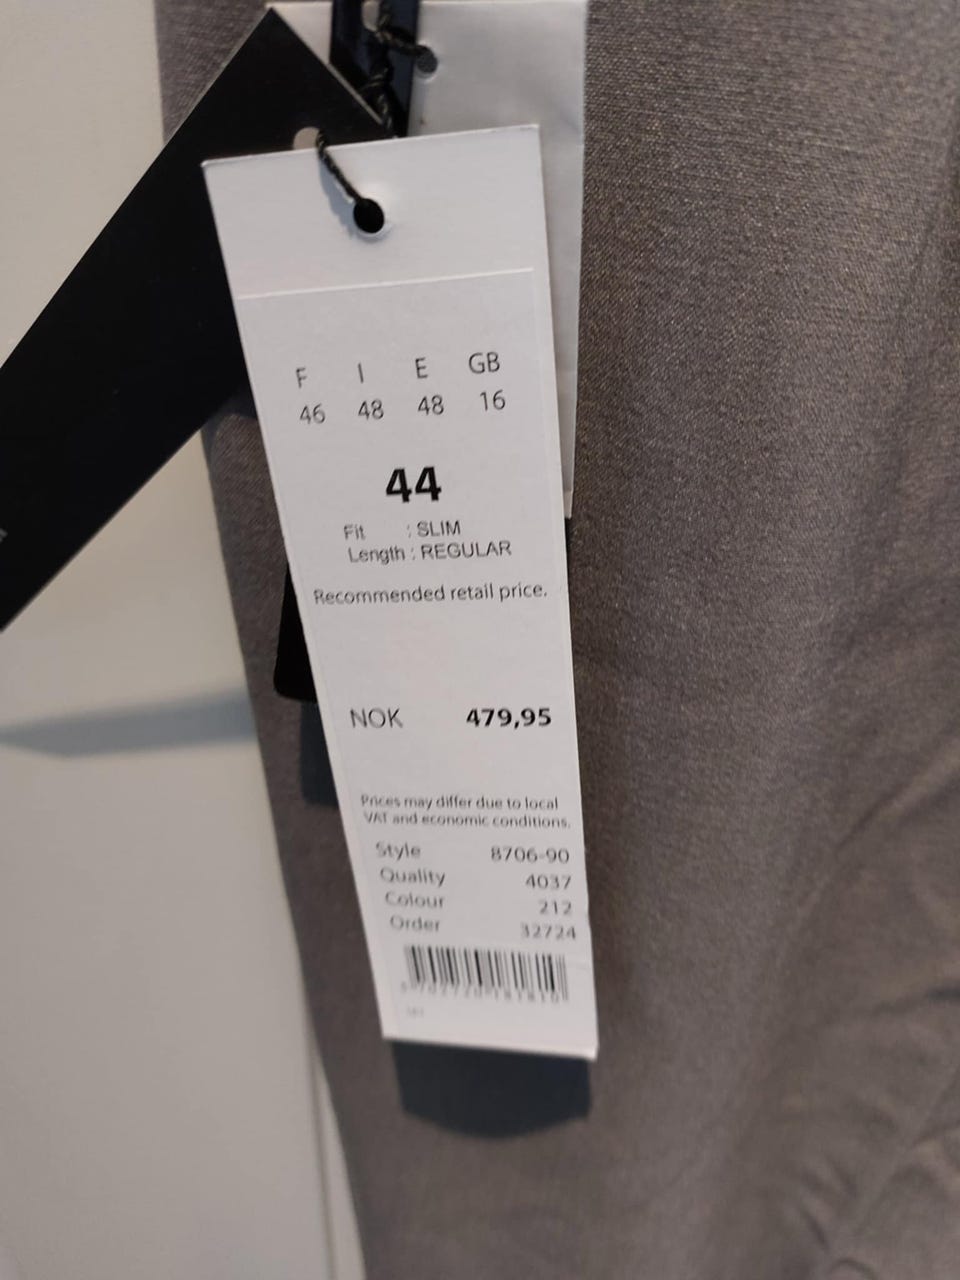 F I E GB
46 48 48 16
44
Fit : SLIM
Length : REGULAR
Recommended retail price.
NOK 479,95
Prices may differ due to local
VAT and economic conditions.
Style 8706-90
Quality 4037
Colour 212
Order 32724